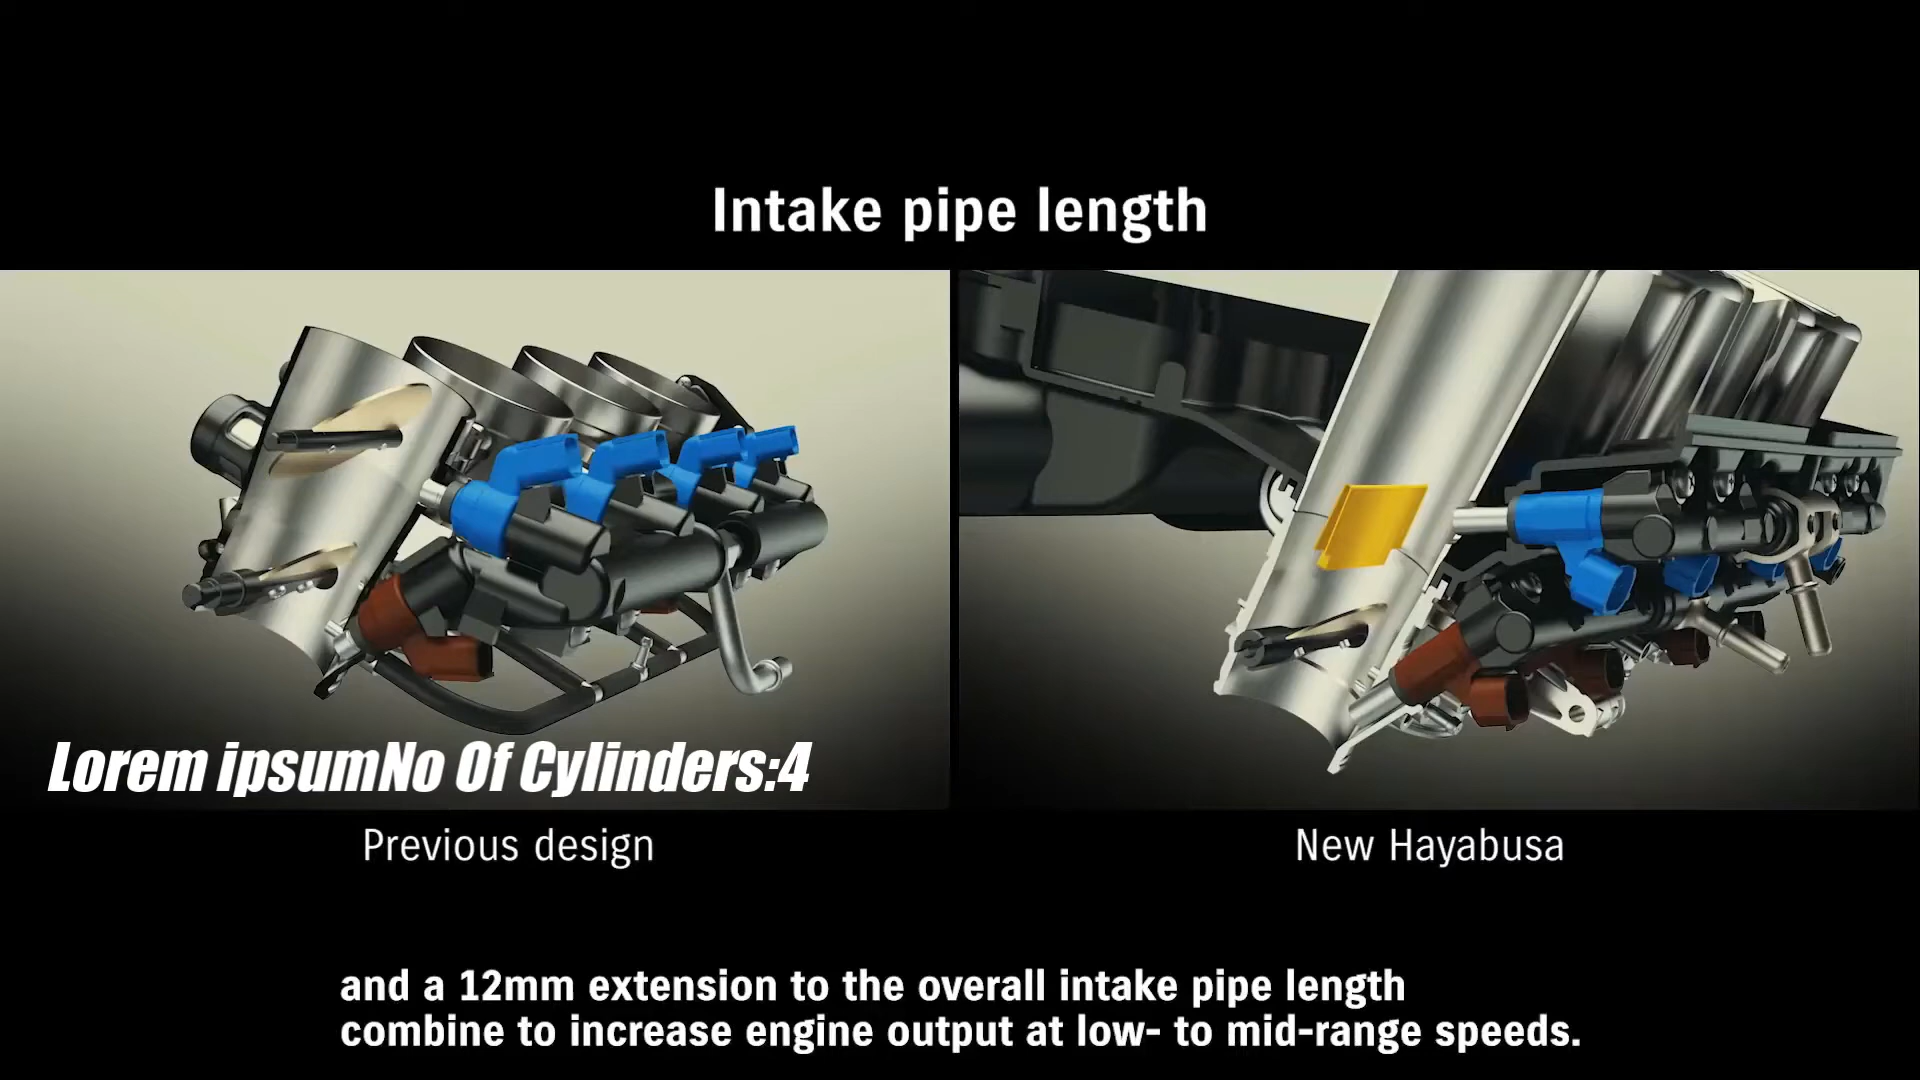 Intake pipe length
Lorem ipsumNo Of Cylinders:4
Previous design
New Hayabusa
and a 12mm extension to the overall intake pipe length
combine to increase engine output at low- to mid-range speeds.